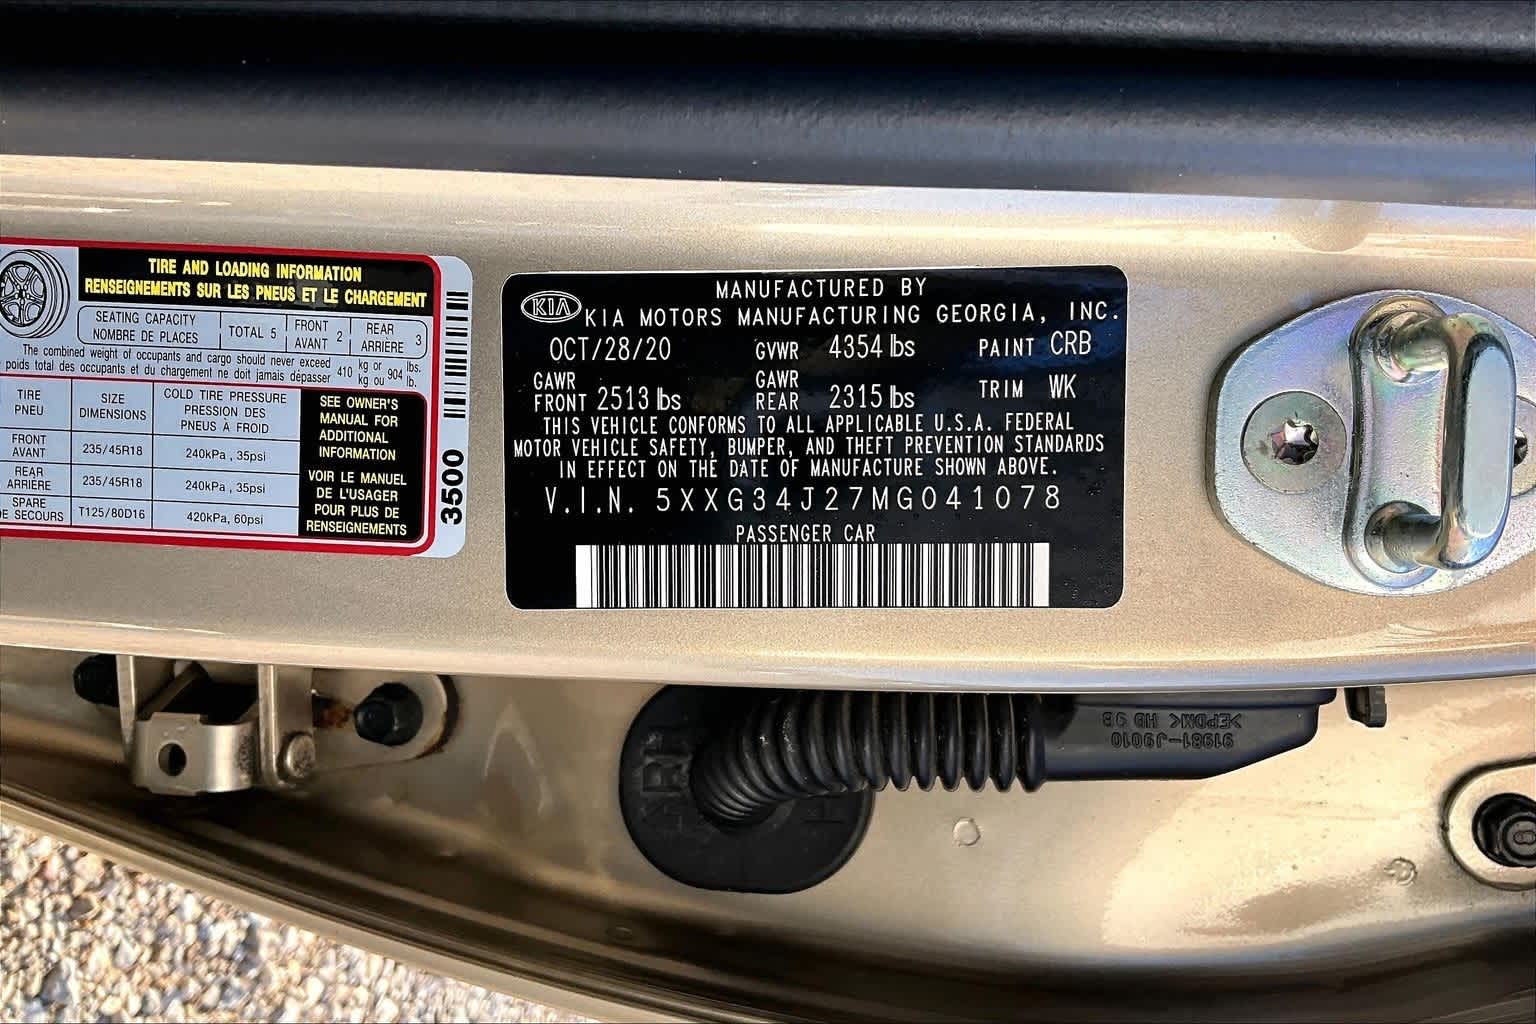 TIRE AND LOADING INFORMATION
RENSEIGNEMENTS SUR LES PNEUS ET LE CHARGEMENT
SEATING CAPACITY
NOMBRE DE PLACES
TOTAL 5
FRONT
AVANT 2
REAR
ARRIÈRE 3
The combined weight of occupants and cargo should never exceed 410 kg or 904 lbs.
poids total des occupants et du chargement ne doit jamais dépasser kg ou lb.
TIRE
PNEU
SIZE
DIMENSIONS
COLD TIRE PRESSURE
PRESSION DES
PNEUS À FROID
FRONT
AVANT
235/45R18
240kPa , 35psi
REAR
ARRIÈRE
235/45R18
240kPa , 35psi
SPARE
DE SECOURS
T125/80D16
420kPa, 60psi
SEE OWNER'S
MANUAL FOR
ADDITIONAL
INFORMATION
VOIR LE MANUEL
DE L'USAGER
POUR PLUS DE
RENSEIGNEMENTS
3500
KIA
MANUFACTURED BY
KIA MOTORS MANUFACTURING GEORGIA, INC.
OCT/28/20 GVWR 4354 lbs PAINT CRB
GAWR
FRONT 2513 lbs
GAWR
REAR 2315 lbs
TRIM WK
THIS VEHICLE CONFORMS TO ALL APPLICABLE U.S.A. FEDERAL
MOTOR VEHICLE SAFETY, BUMPER, AND THEFT PREVENTION STANDARDS
IN EFFECT ON THE DATE OF MANUFACTURE SHOWN ABOVE.
V.I.N. 5XXG34J27MG041078
PASSENGER CAR
>EPDM< HB 9B
91981-J9010